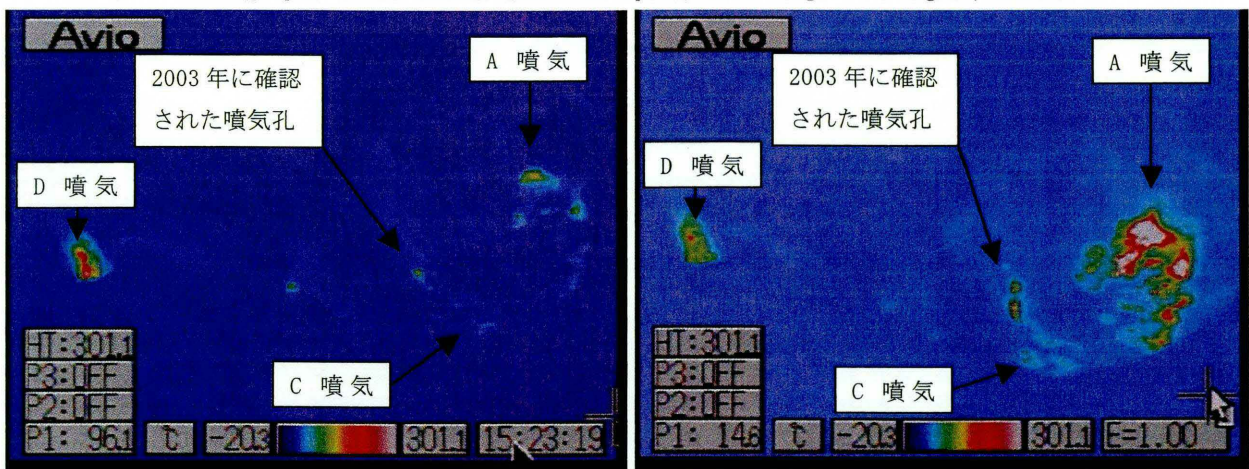 Avio
A 噴気
2003 年に確認
された噴気孔
D 噴気
C 噴気
HT:301.1
P3:OFF
P2:OFF
P1: 96.1
℃
-20.3
301.1
15:23:19
Avio
A 噴気
2003 年に確認
された噴気孔
D 噴気
C 噴気
HT:301.1
P3:OFF
P2:OFF
P1: 14.6
℃
-20.3
301.1
E=1.00